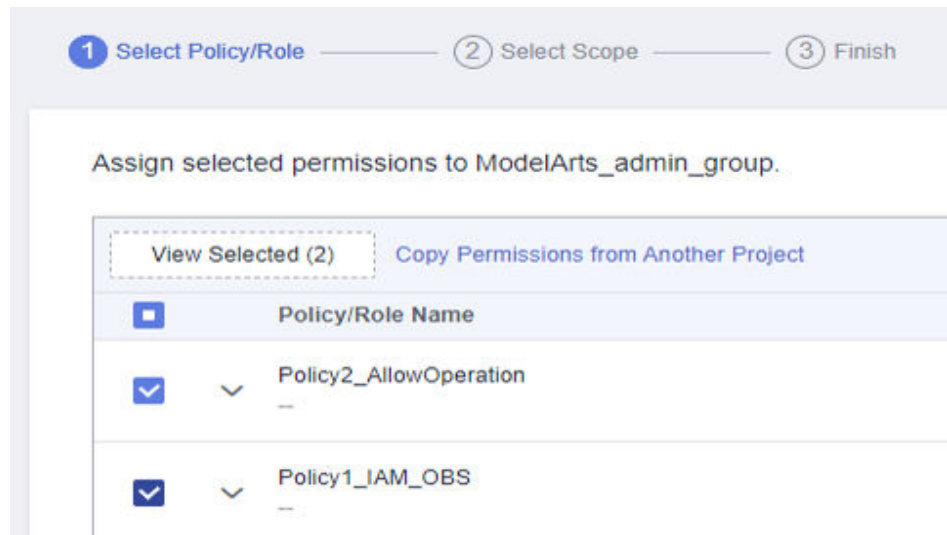 1 Select Policy/Role 2 Select Scope 3 Finish
Assign selected permissions to ModelArts_admin_group.
View Selected (2) Copy Permissions from Another Project
Policy/Role Name
Policy2_AllowOperation
--
Policy1_IAM_OBS
--